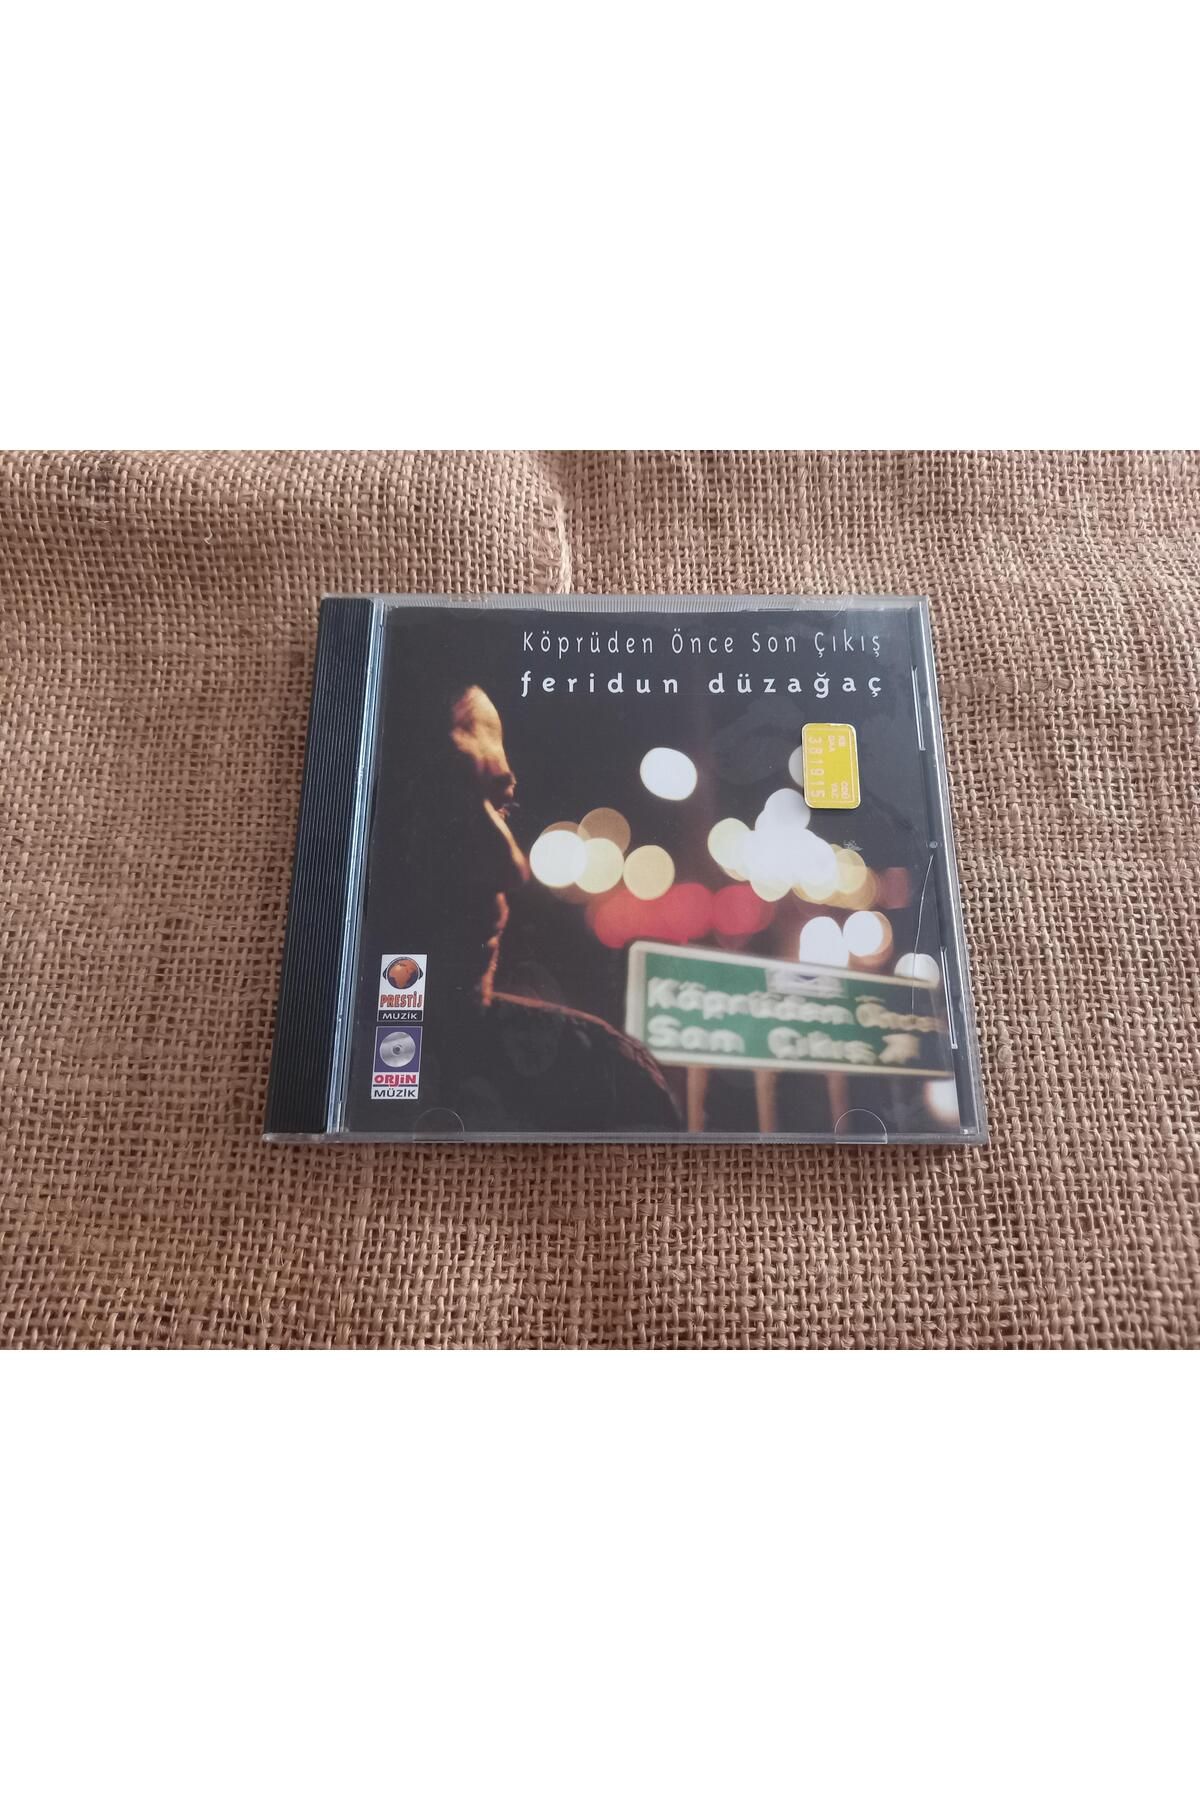 Köprüden Önce Son Çıkış
feridun düzağaç
381915
Köprüden Önce
Son Çıkış
PRESTİJ
MÜZİK
ORJİN
MÜZİK